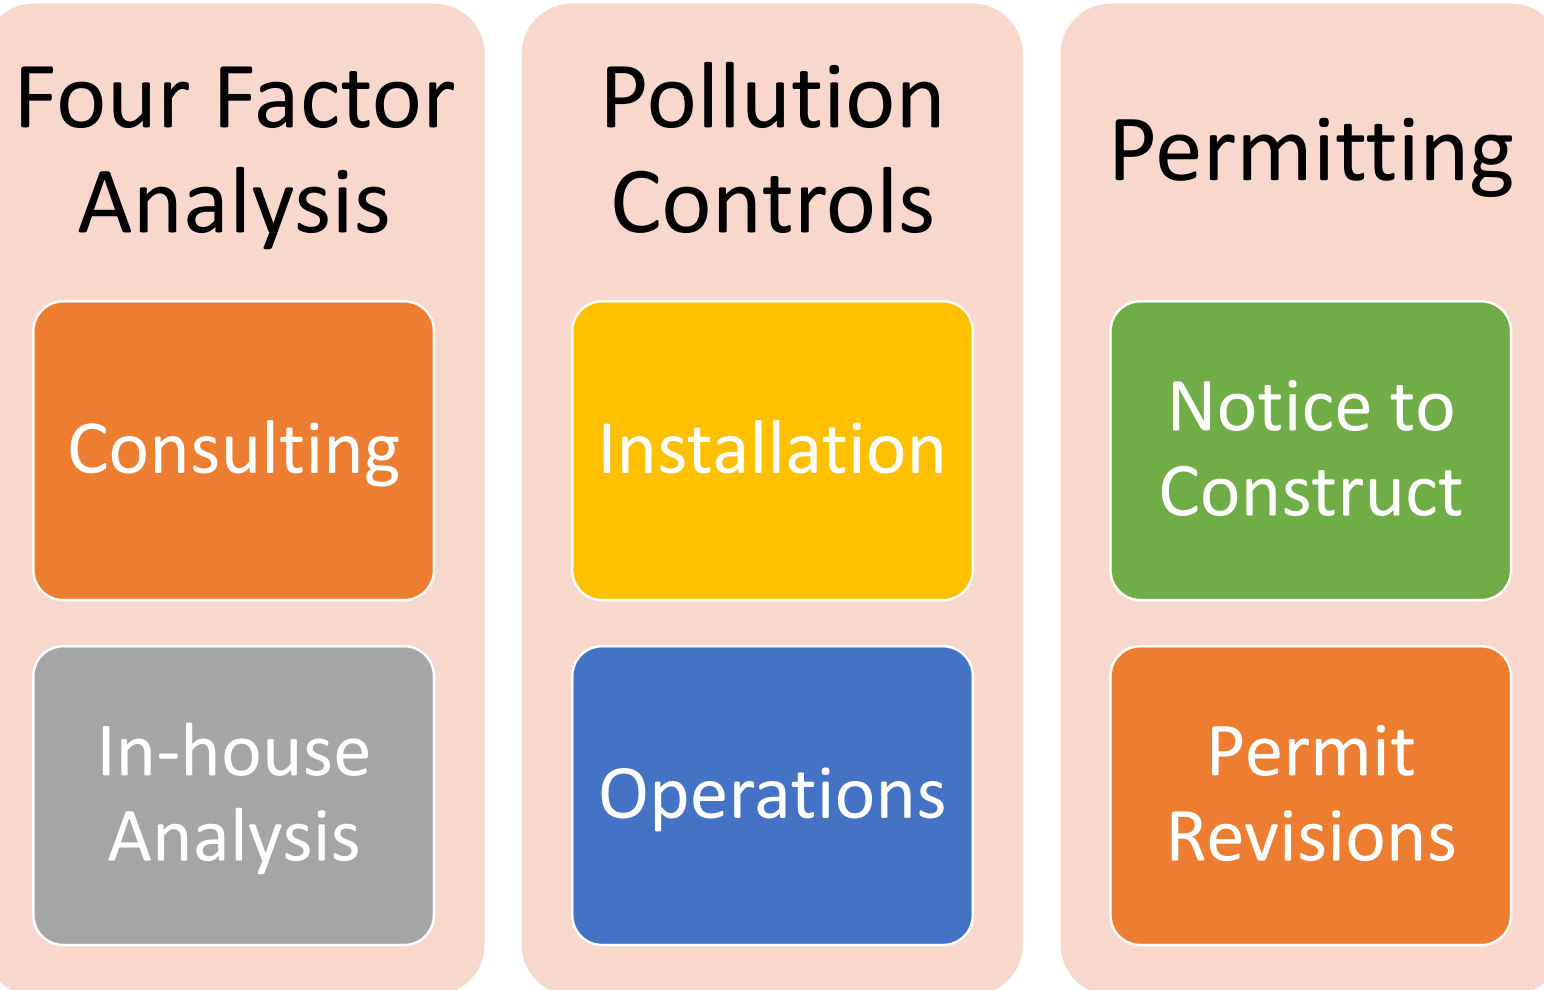 Four Factor
Analysis
Consulting
In-house
Analysis
Pollution
Controls
Installation
Operations
Permitting
Notice to
Construct
Permit
Revisions